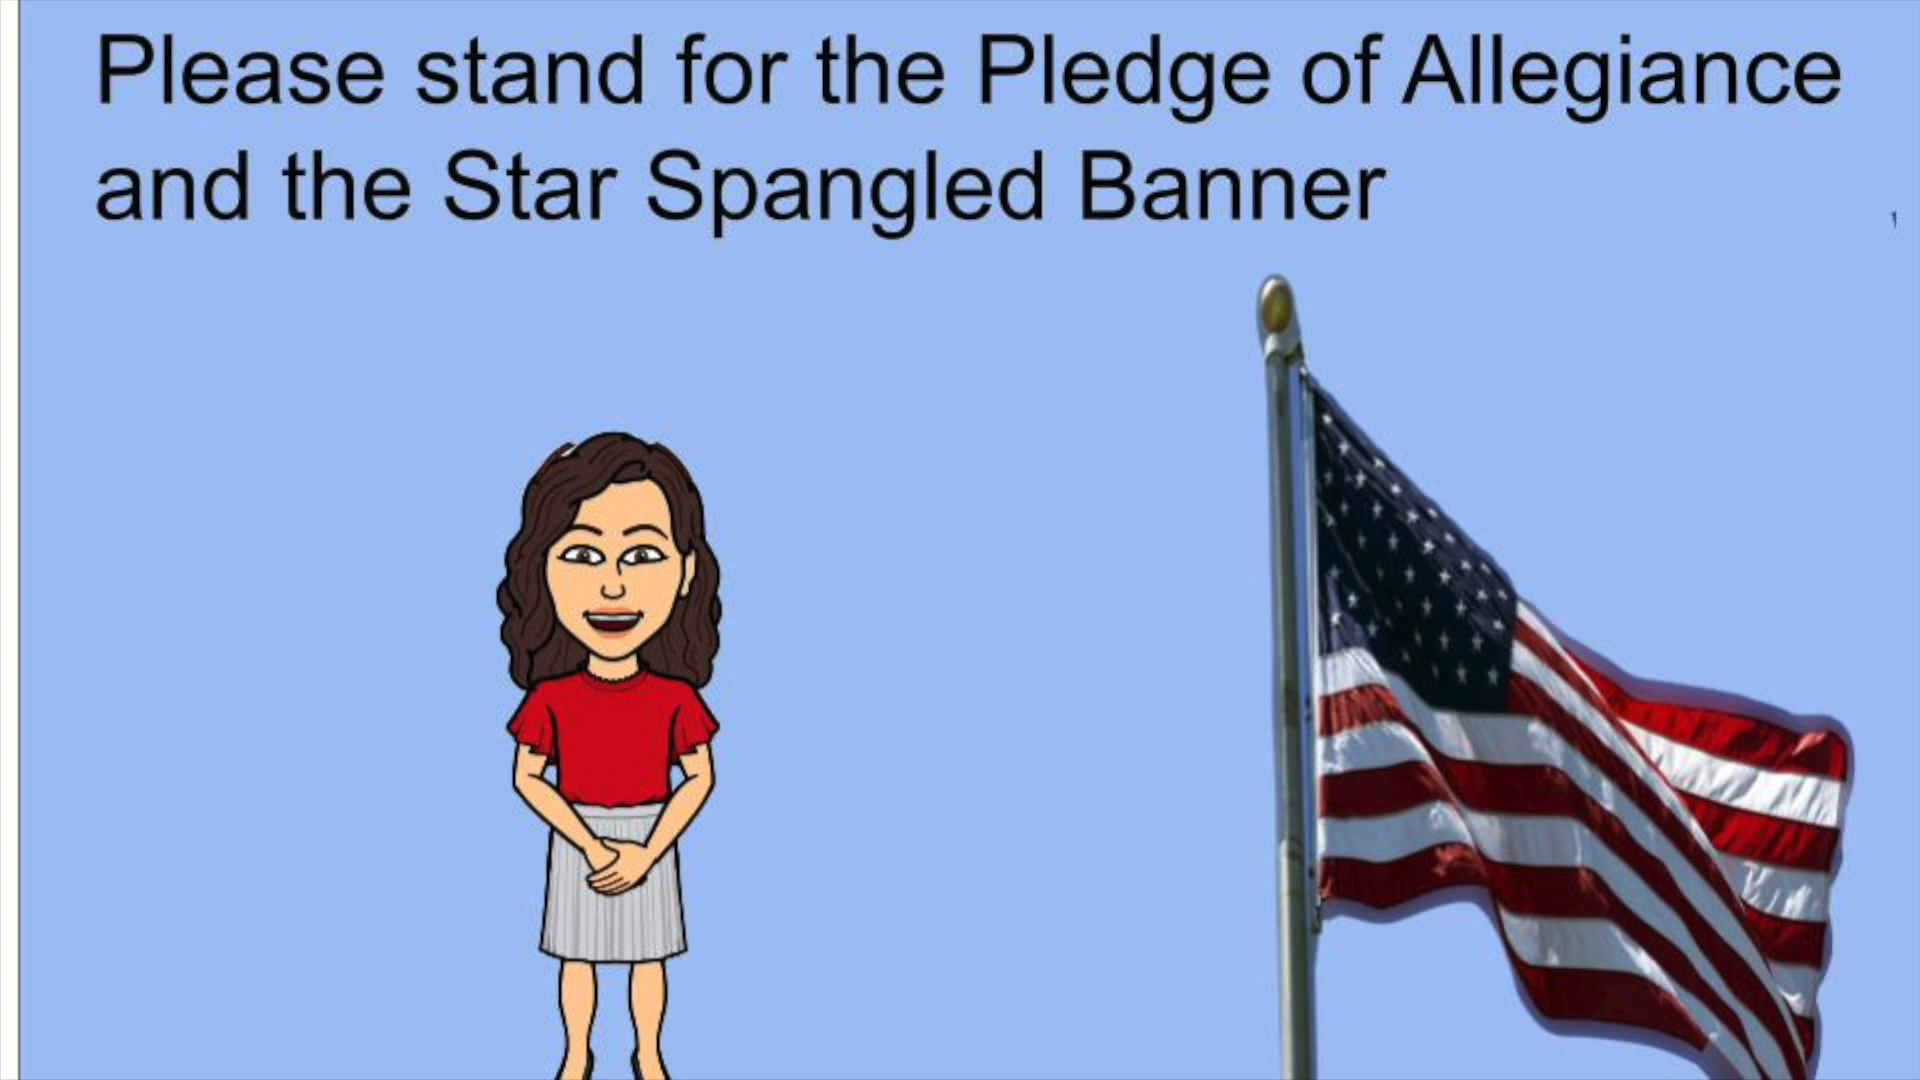 Please stand for the Pledge of Allegiance
and the Star Spangled Banner